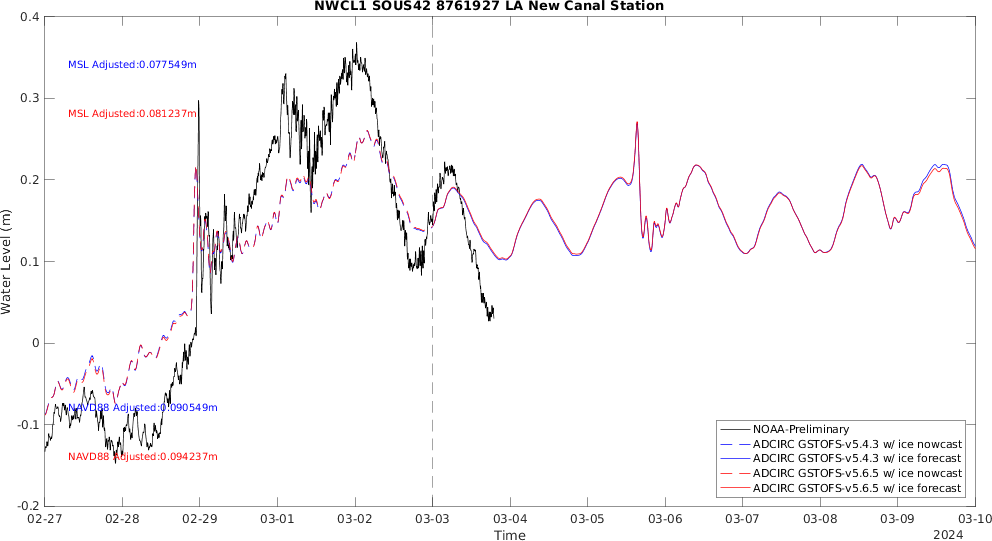 NWCL1 SOUS42 8761927 LA New Canal Station
0.4
MSL Adjusted:0.077549m
0.3
MSL Adjusted:0.081237m
0.2
Water Level (m)
0.1
0
NAVD88 Adjusted:0.090549m
-0.1
NAVD88 Adjusted:0.094237m
-0.2
NOAA-Preliminary
ADCIRC GSTOFS-v5.4.3 w/ ice nowcast
ADCIRC GSTOFS-v5.4.3 w/ ice forecast
ADCIRC GSTOFS-v5.6.5 w/ ice nowcast
ADCIRC GSTOFS-v5.6.5 w/ ice forecast
02-27 02-28 02-29 03-01 03-02 03-03 03-04 03-05 03-06 03-07 03-08 03-09 03-10
Time
2024